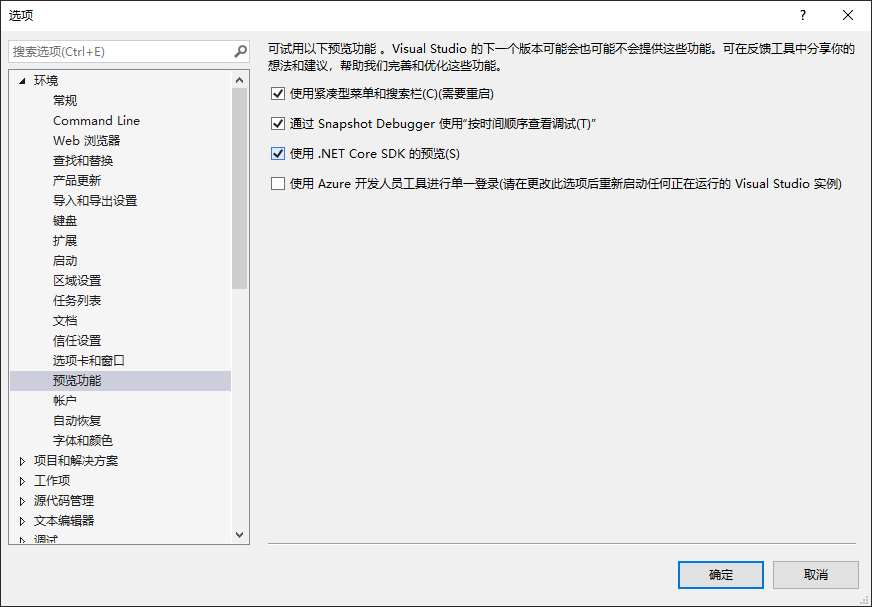 选项
?
搜索选项(Ctrl+E)
环境
常规
Command Line
Web 浏览器
查找和替换
产品更新
导入和导出设置
键盘
扩展
启动
区域设置
任务列表
文档
信任设置
选项卡和窗口
预览功能
帐户
自动恢复
字体和颜色
项目和解决方案
工作项
源代码管理
文本编辑器
调试
可试用以下预览功能 。Visual Studio 的下一个版本可能会也可能不会提供这些功能。可在反馈工具中分享你的
想法和建议，帮助我们完善和优化这些功能。
使用紧凑型菜单和搜索栏(C)(需要重启)
通过 Snapshot Debugger 使用“按时间顺序查看调试(T)”
使用 .NET Core SDK 的预览(S)
使用 Azure 开发人员工具进行单一登录(请在更改此选项后重新启动任何正在运行的 Visual Studio 实例)
确定
取消